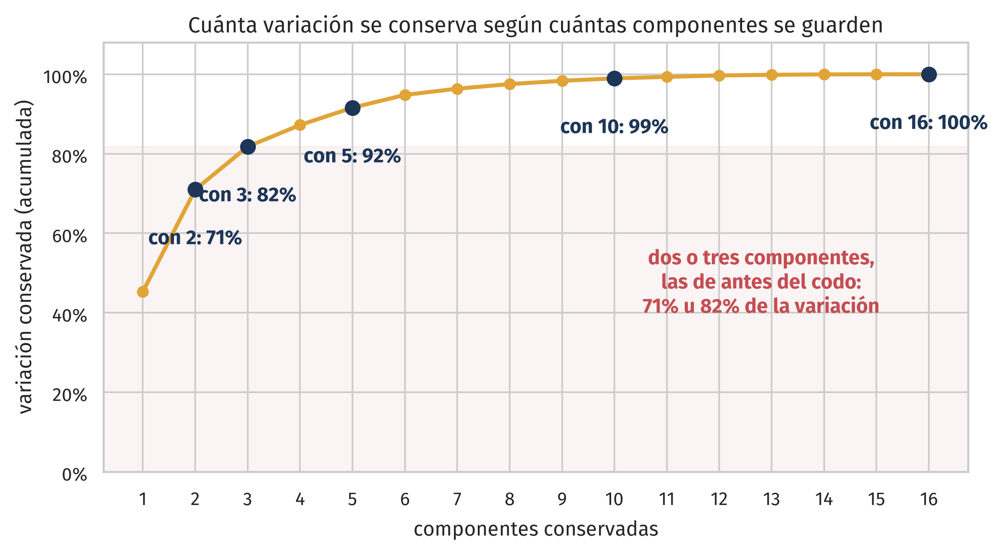 Cuánta variación se conserva según cuántas componentes se guarden
variación conservada (acumulada)
100%
80%
60%
40%
20%
0%
con 2: 71%
con 3: 82%
con 5: 92%
con 10: 99%
con 16: 100%
dos o tres componentes,
las de antes del codo:
71% u 82% de la variación
1 2 3 4 5 6 7 8 9 10 11 12 13 14 15 16
componentes conservadas